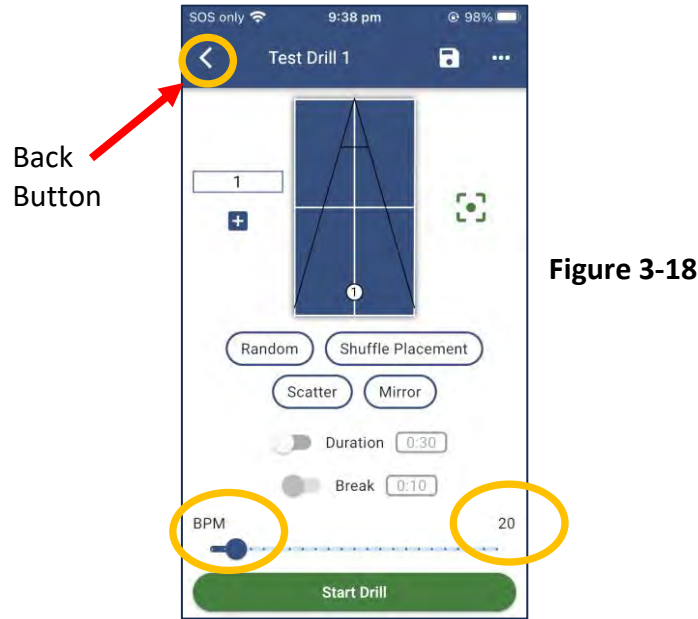 SOS only 9:38 pm 98%
Test Drill 1
Back
Button
1
Figure 3-18
1
Random Shuffle Placement
Scatter Mirror
Duration 0:30
Break 0:10
BPM 20
Start Drill